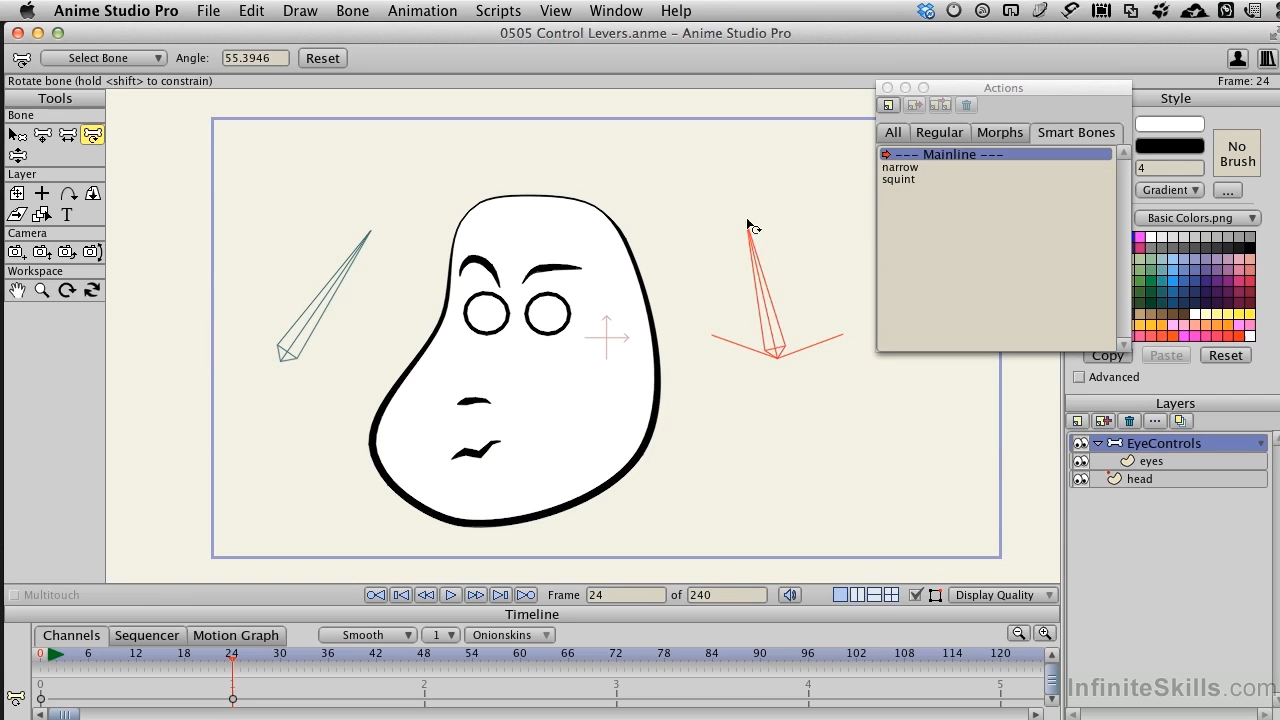 Anime Studio Pro File Edit Draw Bone Animation Scripts View Window Help
0505 Control Levers.anme – Anime Studio Pro
Select Bone Angle: 55.3946 Reset
Rotate bone (hold <shift> to constrain) Frame: 24
Tools
Bone
Layer
T
Camera
Workspace
Actions
All Regular Morphs Smart Bones
--- Mainline ---
narrow
squint
Style
No
Brush
4
Gradient ...
Basic Colors.png
Copy Paste Reset
Advanced
Layers
EyeControls
eyes
head
Multitouch
Frame 24 of 240
Display Quality
Timeline
Channels Sequencer Motion Graph Smooth 1 Onionskins
0 6 12 18 24 30 36 42 48 54 60 66 72 78 84 90 96 102 108 114 120
0 1 2 3 4 5
InfiniteSkills.com